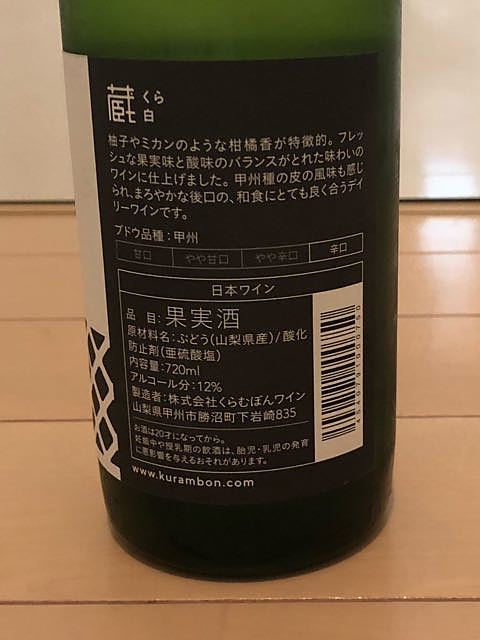 蔵 くら 白
柚子やミカンのような柑橘香が特徴的。フレッ
シュな果実味と酸味のバランスがとれた味わいの
ワインに仕上げました。甲州種の皮の風味も感じ
られ、まろやかな後口の、和食にとても良く合うデイ
リーワインです。
ブドウ品種：甲州
甘口 やや甘口 やや辛口 辛口
日本ワイン
品 目：果実酒
原材料名：ぶどう（山梨県産）/酸化
防止剤（亜硫酸塩）
内容量：720ml
アルコール分：12%
製造者：株式会社くらむぼんワイン
山梨県甲州市勝沼町下岩崎835
お酒は20才になってから。
妊娠中や授乳期の飲酒は、胎児・乳児の発育
に悪影響を与えるおそれがあります。
www.kurambon.com